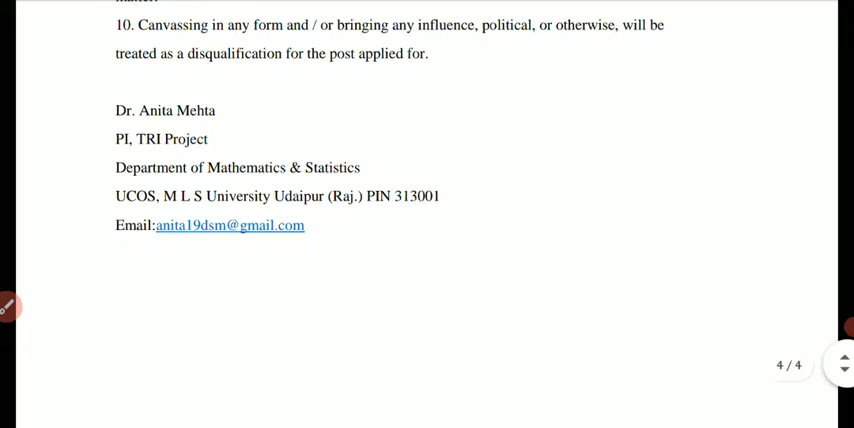 10. Canvassing in any form and / or bringing any influence, political, or otherwise, will be
treated as a disqualification for the post applied for.
Dr. Anita Mehta
PI, TRI Project
Department of Mathematics & Statistics
UCOS, M L S University Udaipur (Raj.) PIN 313001
Email:anita19dsm@gmail.com
4 / 4